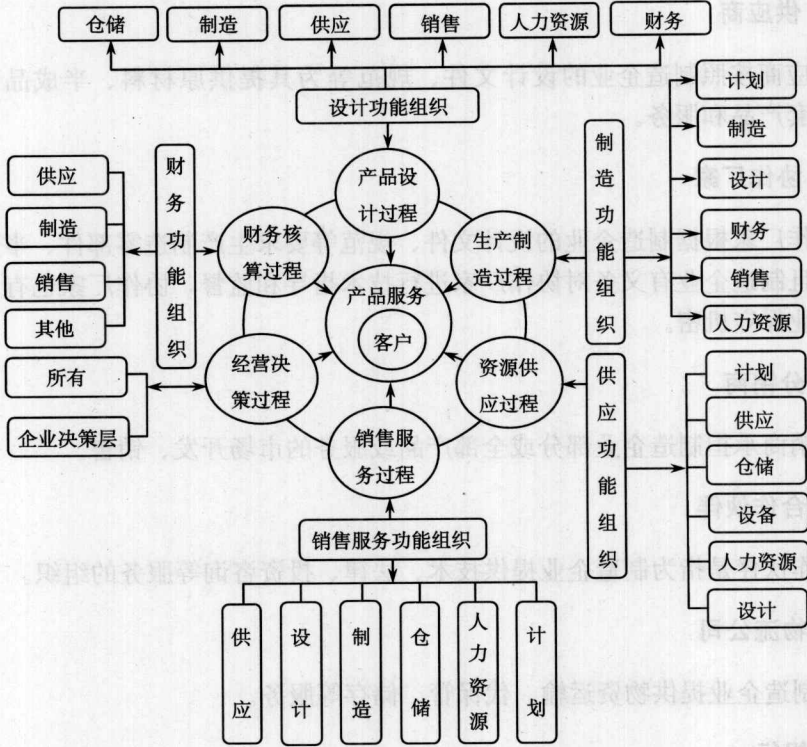 仓储
制造
供应
销售
人力资源
财务
设计功能组织
计划
制造
设计
财务功能组织
供应
制造
销售
其他
产品设
计过程
财务核
算过程
生产制
造过程
制造功能组织
财务
销售
人力资源
产品服务
客户
所有
企业决策层
经营决
策过程
资源供
应过程
供应功能组织
计划
供应
仓储
设备
人力资源
设计
销售服
务过程
销售服务功能组织
供应
设计
制造
仓储
人力资源
计划